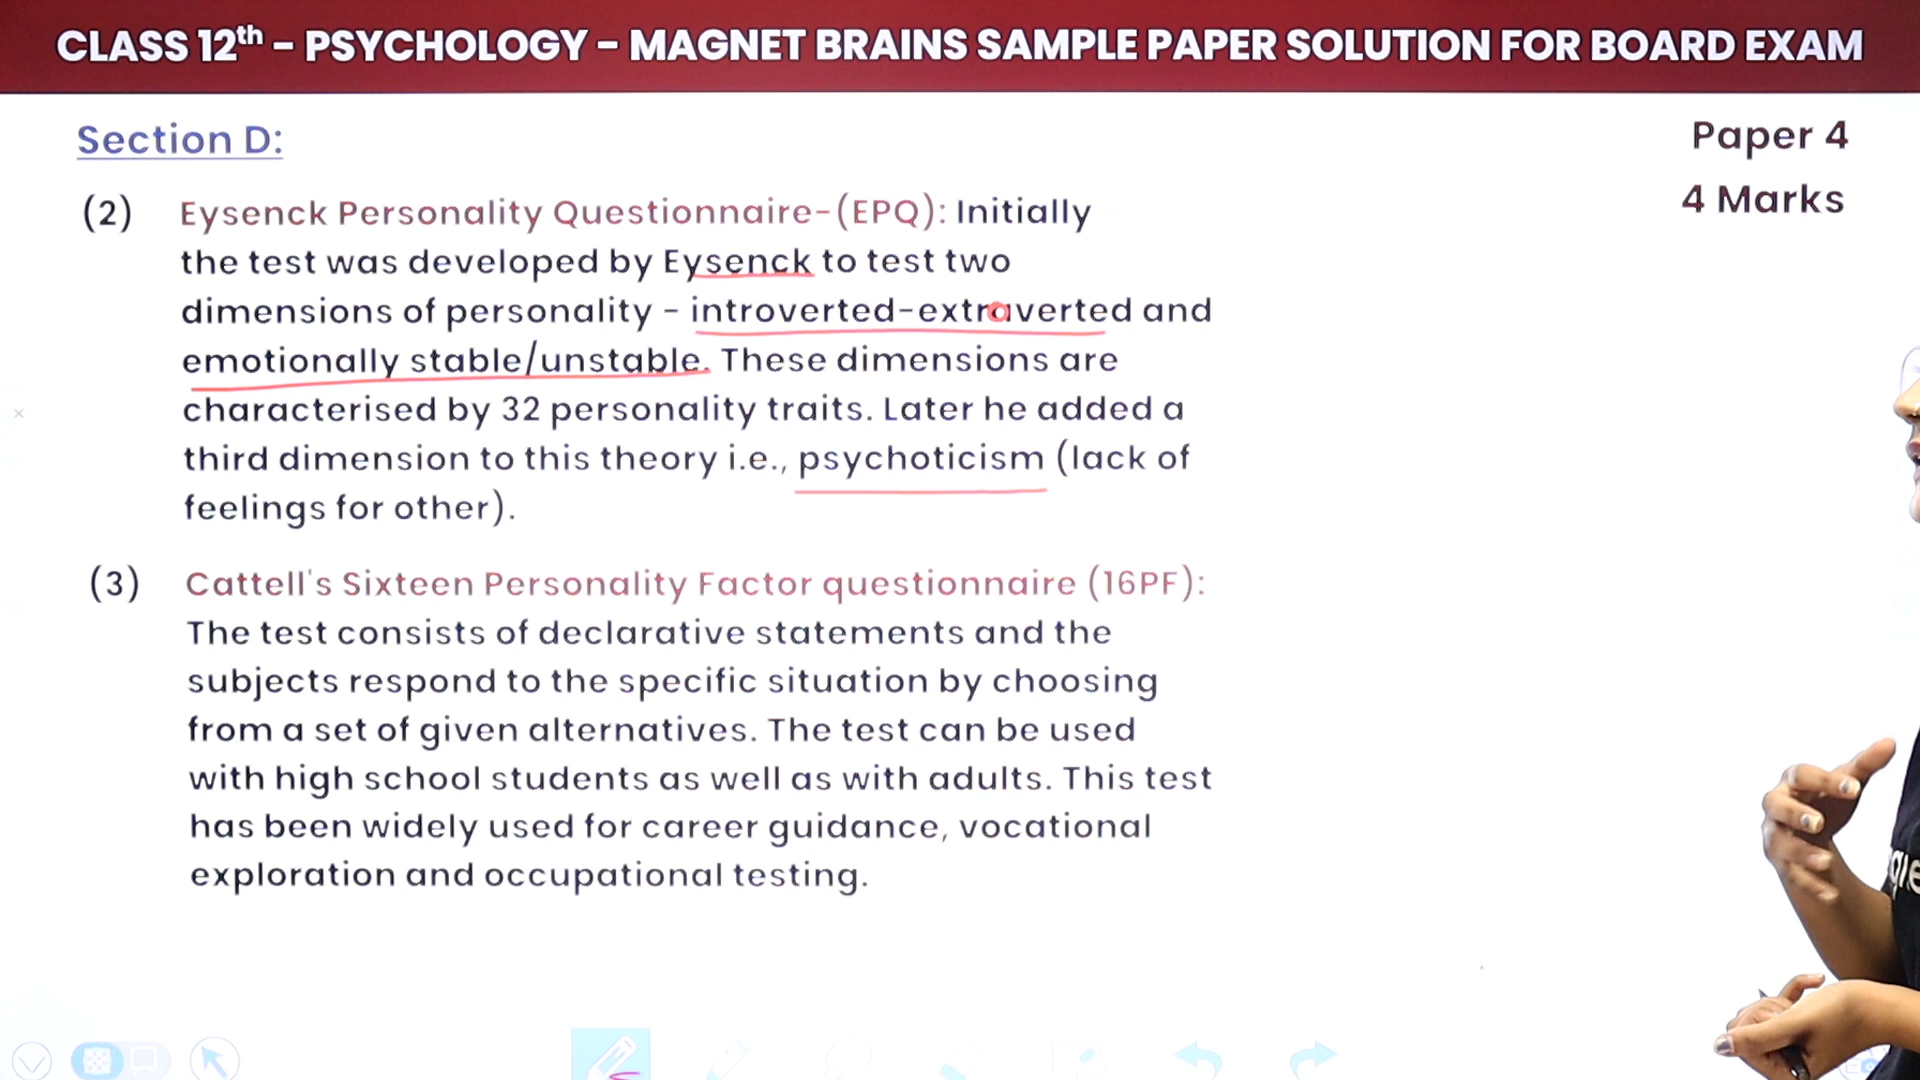 CLASS 12th – PSYCHOLOGY – MAGNET BRAINS SAMPLE PAPER SOLUTION FOR BOARD EXAM
Section D:
Paper 4
4 Marks
(2) Eysenck Personality Questionnaire-(EPQ): Initially
the test was developed by Eysenck to test two
dimensions of personality - introverted-extraverted and
emotionally stable/unstable. These dimensions are
characterised by 32 personality traits. Later he added a
third dimension to this theory i.e., psychoticism (lack of
feelings for other).
(3) Cattell's Sixteen Personality Factor questionnaire (16PF):
The test consists of declarative statements and the
subjects respond to the specific situation by choosing
from a set of given alternatives. The test can be used
with high school students as well as with adults. This test
has been widely used for career guidance, vocational
exploration and occupational testing.